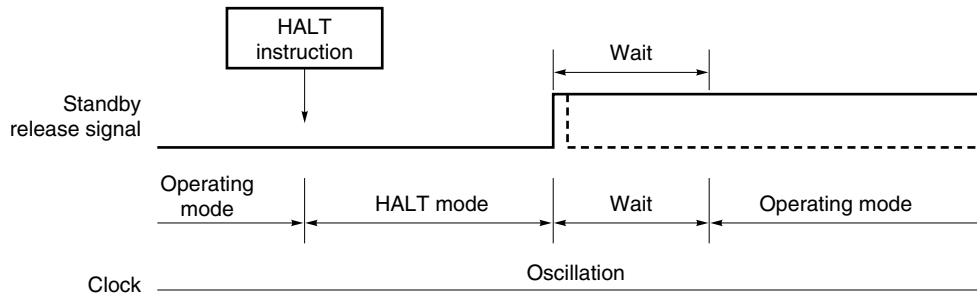 HALT
instruction
Wait
Standby
release signal
Operating
mode
HALT mode
Wait
Operating mode
Oscillation
Clock